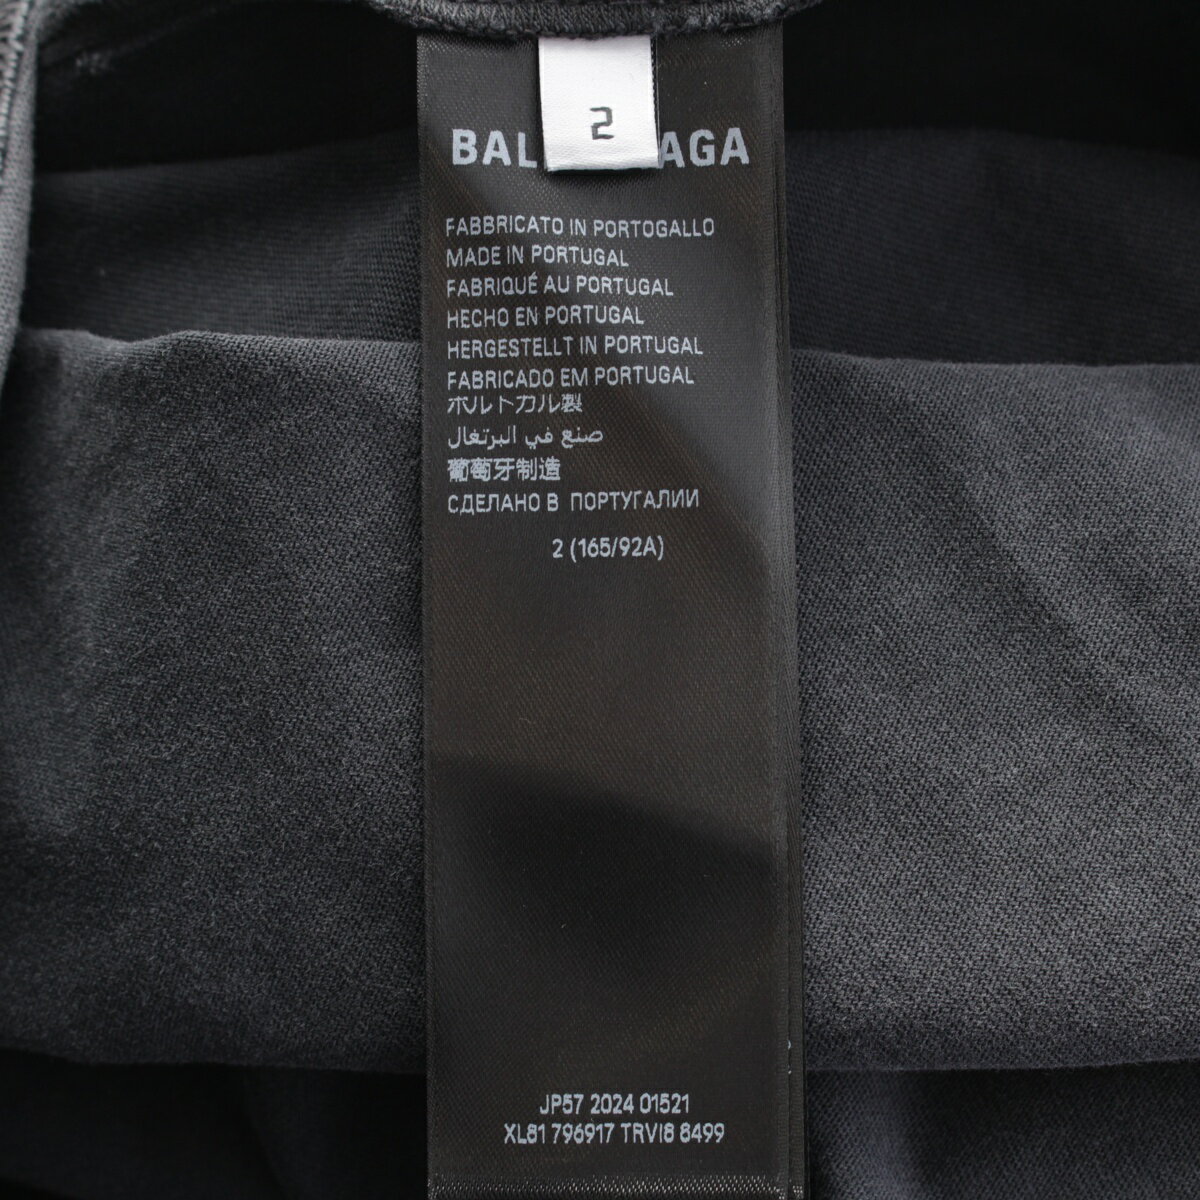 2
BAL AGA
FABBRICATO IN PORTOGALLO
MADE IN PORTUGAL
FABRIQUÉ AU PORTUGAL
HECHO EN PORTUGAL
HERGESTELLT IN PORTUGAL
FABRICADO EM PORTUGAL
ポルトカル製
صنع في البرتغال
葡萄牙制造
СДЕЛАНО В ПОРТУГАЛИИ
2 (165/92A)
JP57 2024 01521
XL81 796917 TRVI8 8499